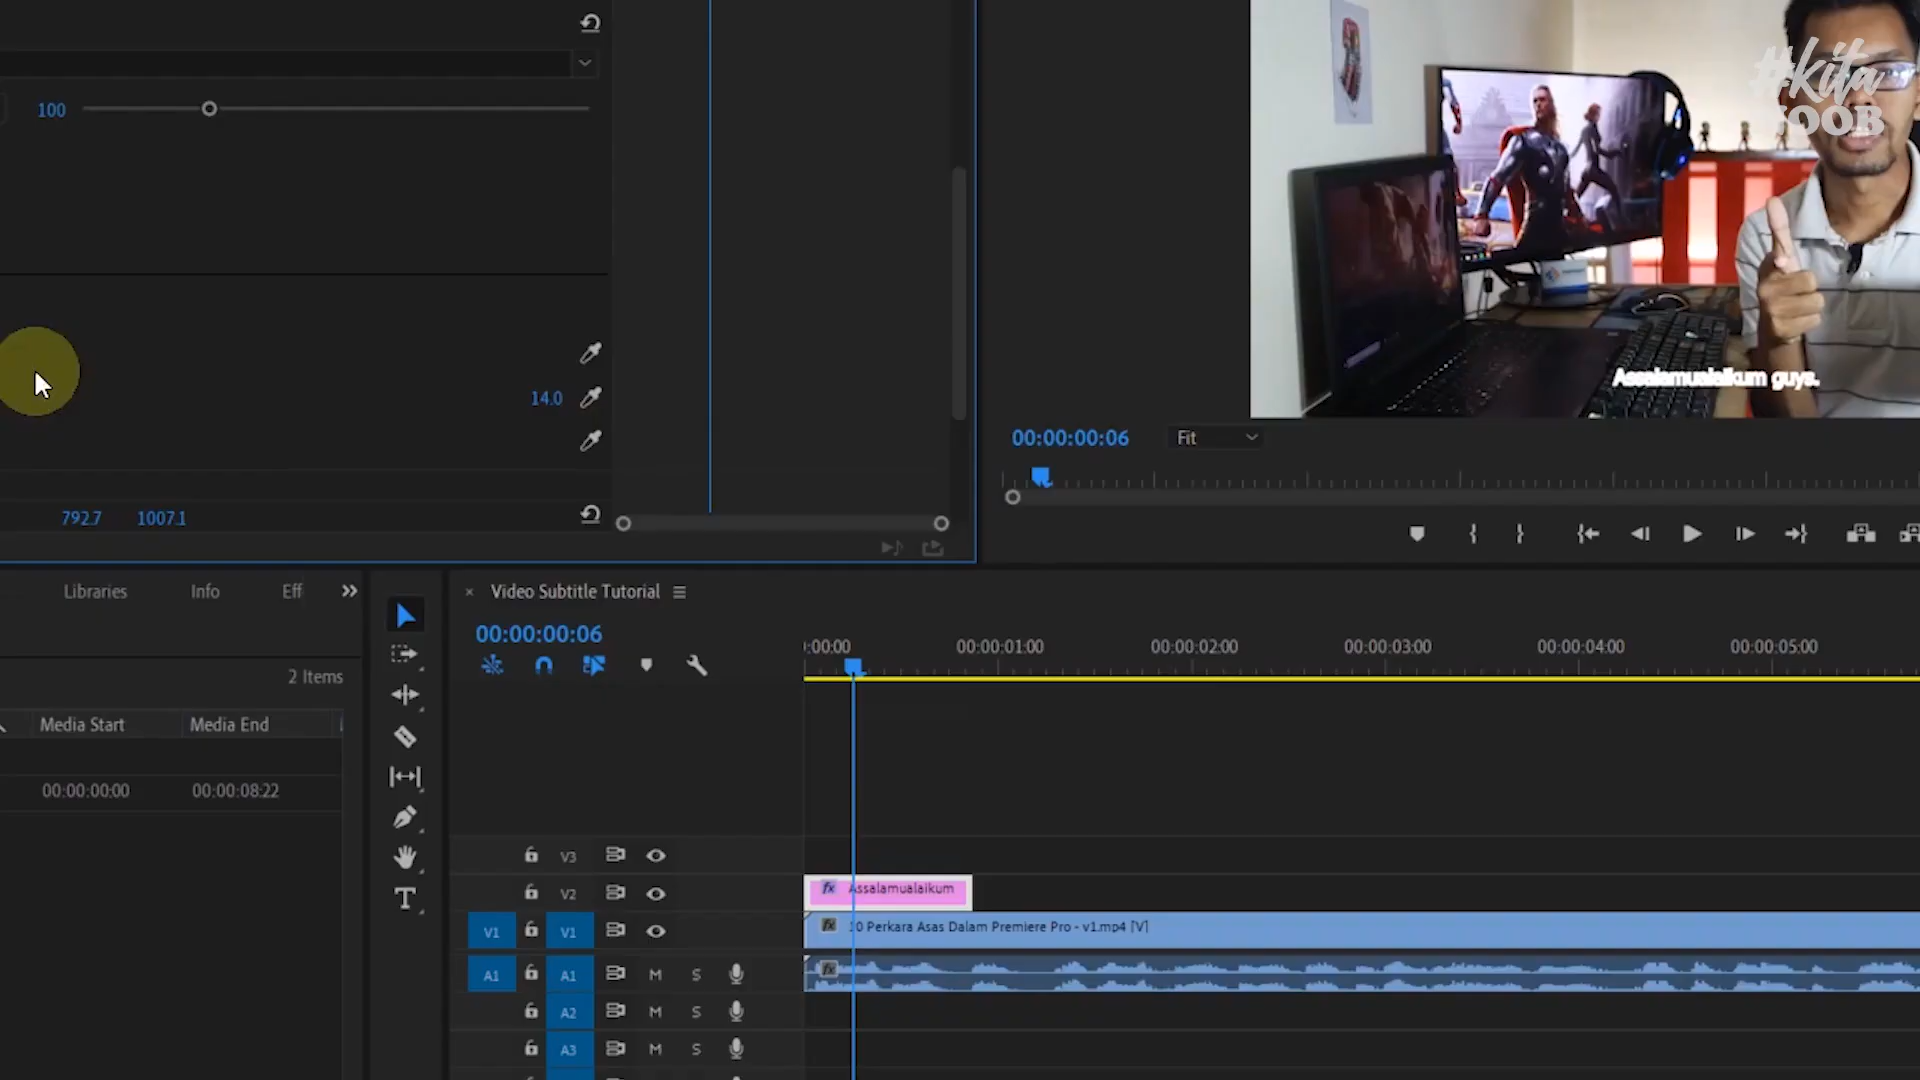 100
14.0
792.7 1007.1
#kita
Assalamualaikum guys.
00:00:00:06 Fit
Libraries Info Eff
2 Items
Media Start Media End
00:00:00:00 00:00:08:22
Video Subtitle Tutorial
00:00:00:06
:00:00 00:00:01:00 00:00:02:00 00:00:03:00 00:00:04:00 00:00:05:00
V3
V2 fx Assalamualaikum
V1 V1 fx 10 Perkara Asas Dalam Premiere Pro - v1.mp4 [V]
A1 A1 M S fx
A2 M S
A3 M S